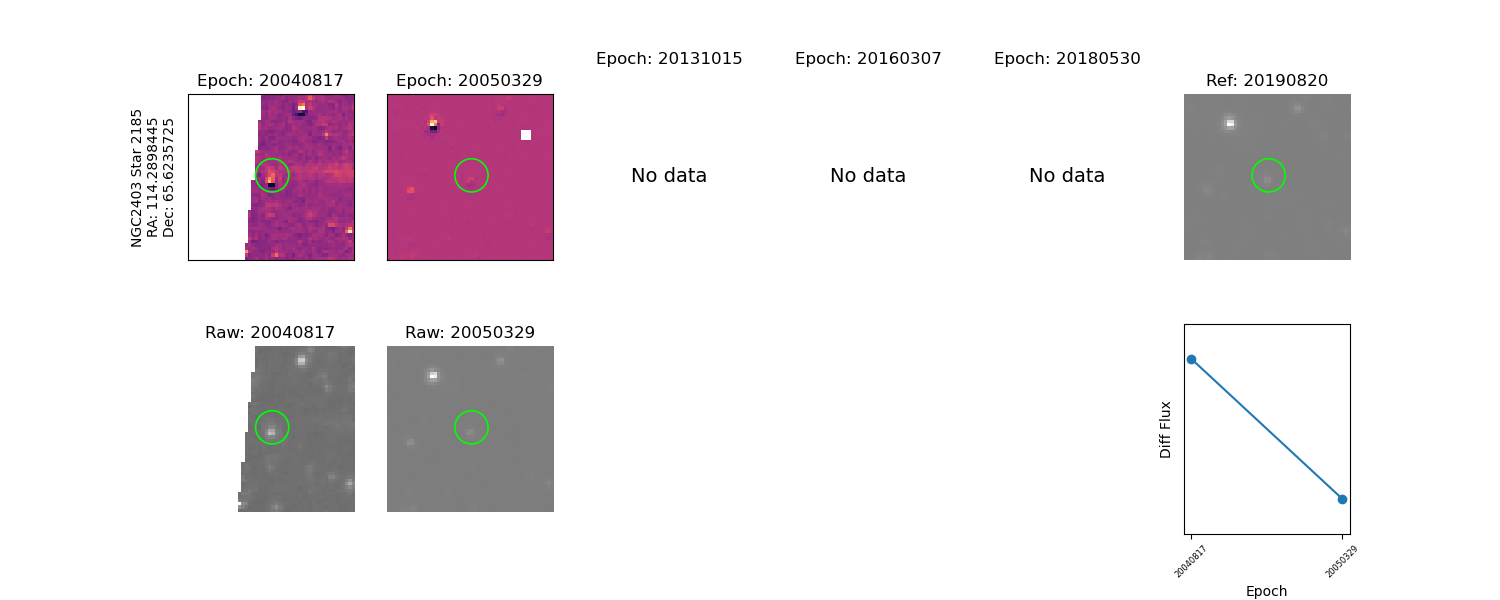 Epoch: 20040817
Epoch: 20050329
Epoch: 20131015
Epoch: 20160307
Epoch: 20180530
Ref: 20190820
NGC2403 Star 2185
RA: 114.2898445
Dec: 65.6235725
No data
No data
No data
Raw: 20040817
Raw: 20050329
Diff Flux
20040817
20050329
Epoch